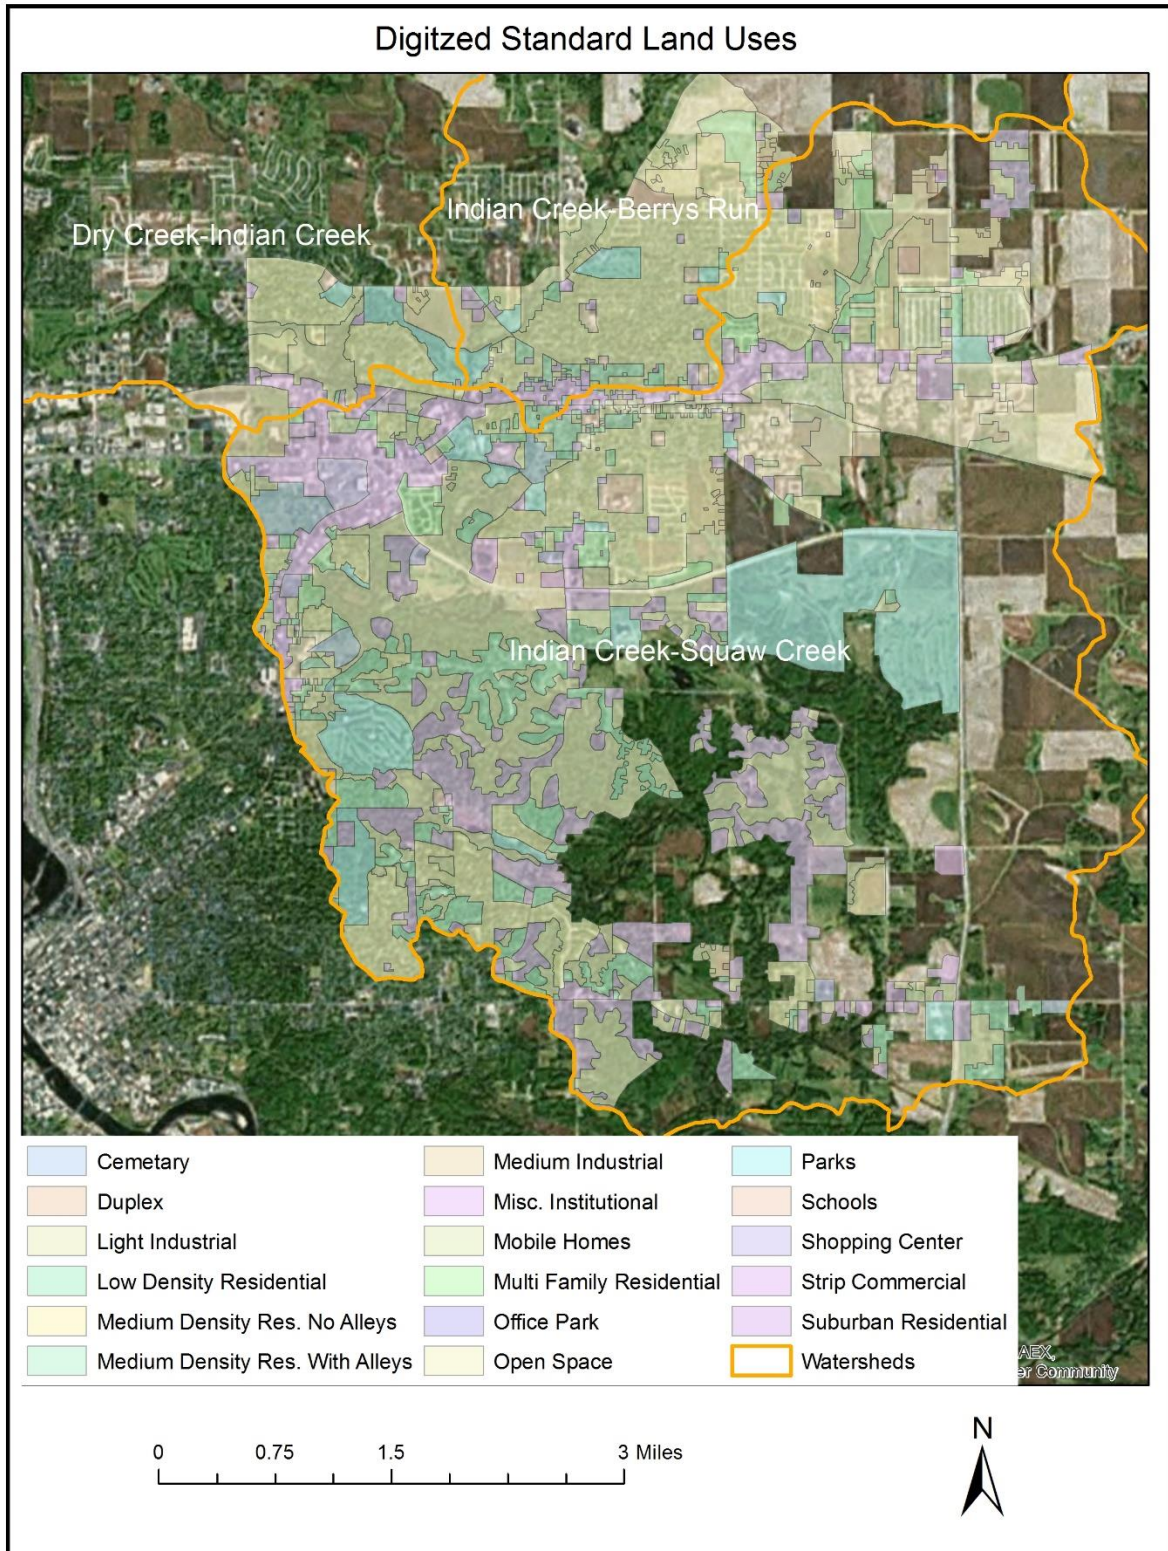 Digitzed Standard Land Uses
Indian Creek-Berrys Run
Dry Creek-Indian Creek
Indian Creek-Squaw Creek
Cemetary
Duplex
Light Industrial
Low Density Residential
Medium Density Res. No Alleys
Medium Density Res. With Alleys
Medium Industrial
Misc. Institutional
Mobile Homes
Multi Family Residential
Office Park
Open Space
Parks
Schools
Shopping Center
Strip Commercial
Suburban Residential
Watersheds
AEX,
er Community
0 0.75 1.5 3 Miles
N